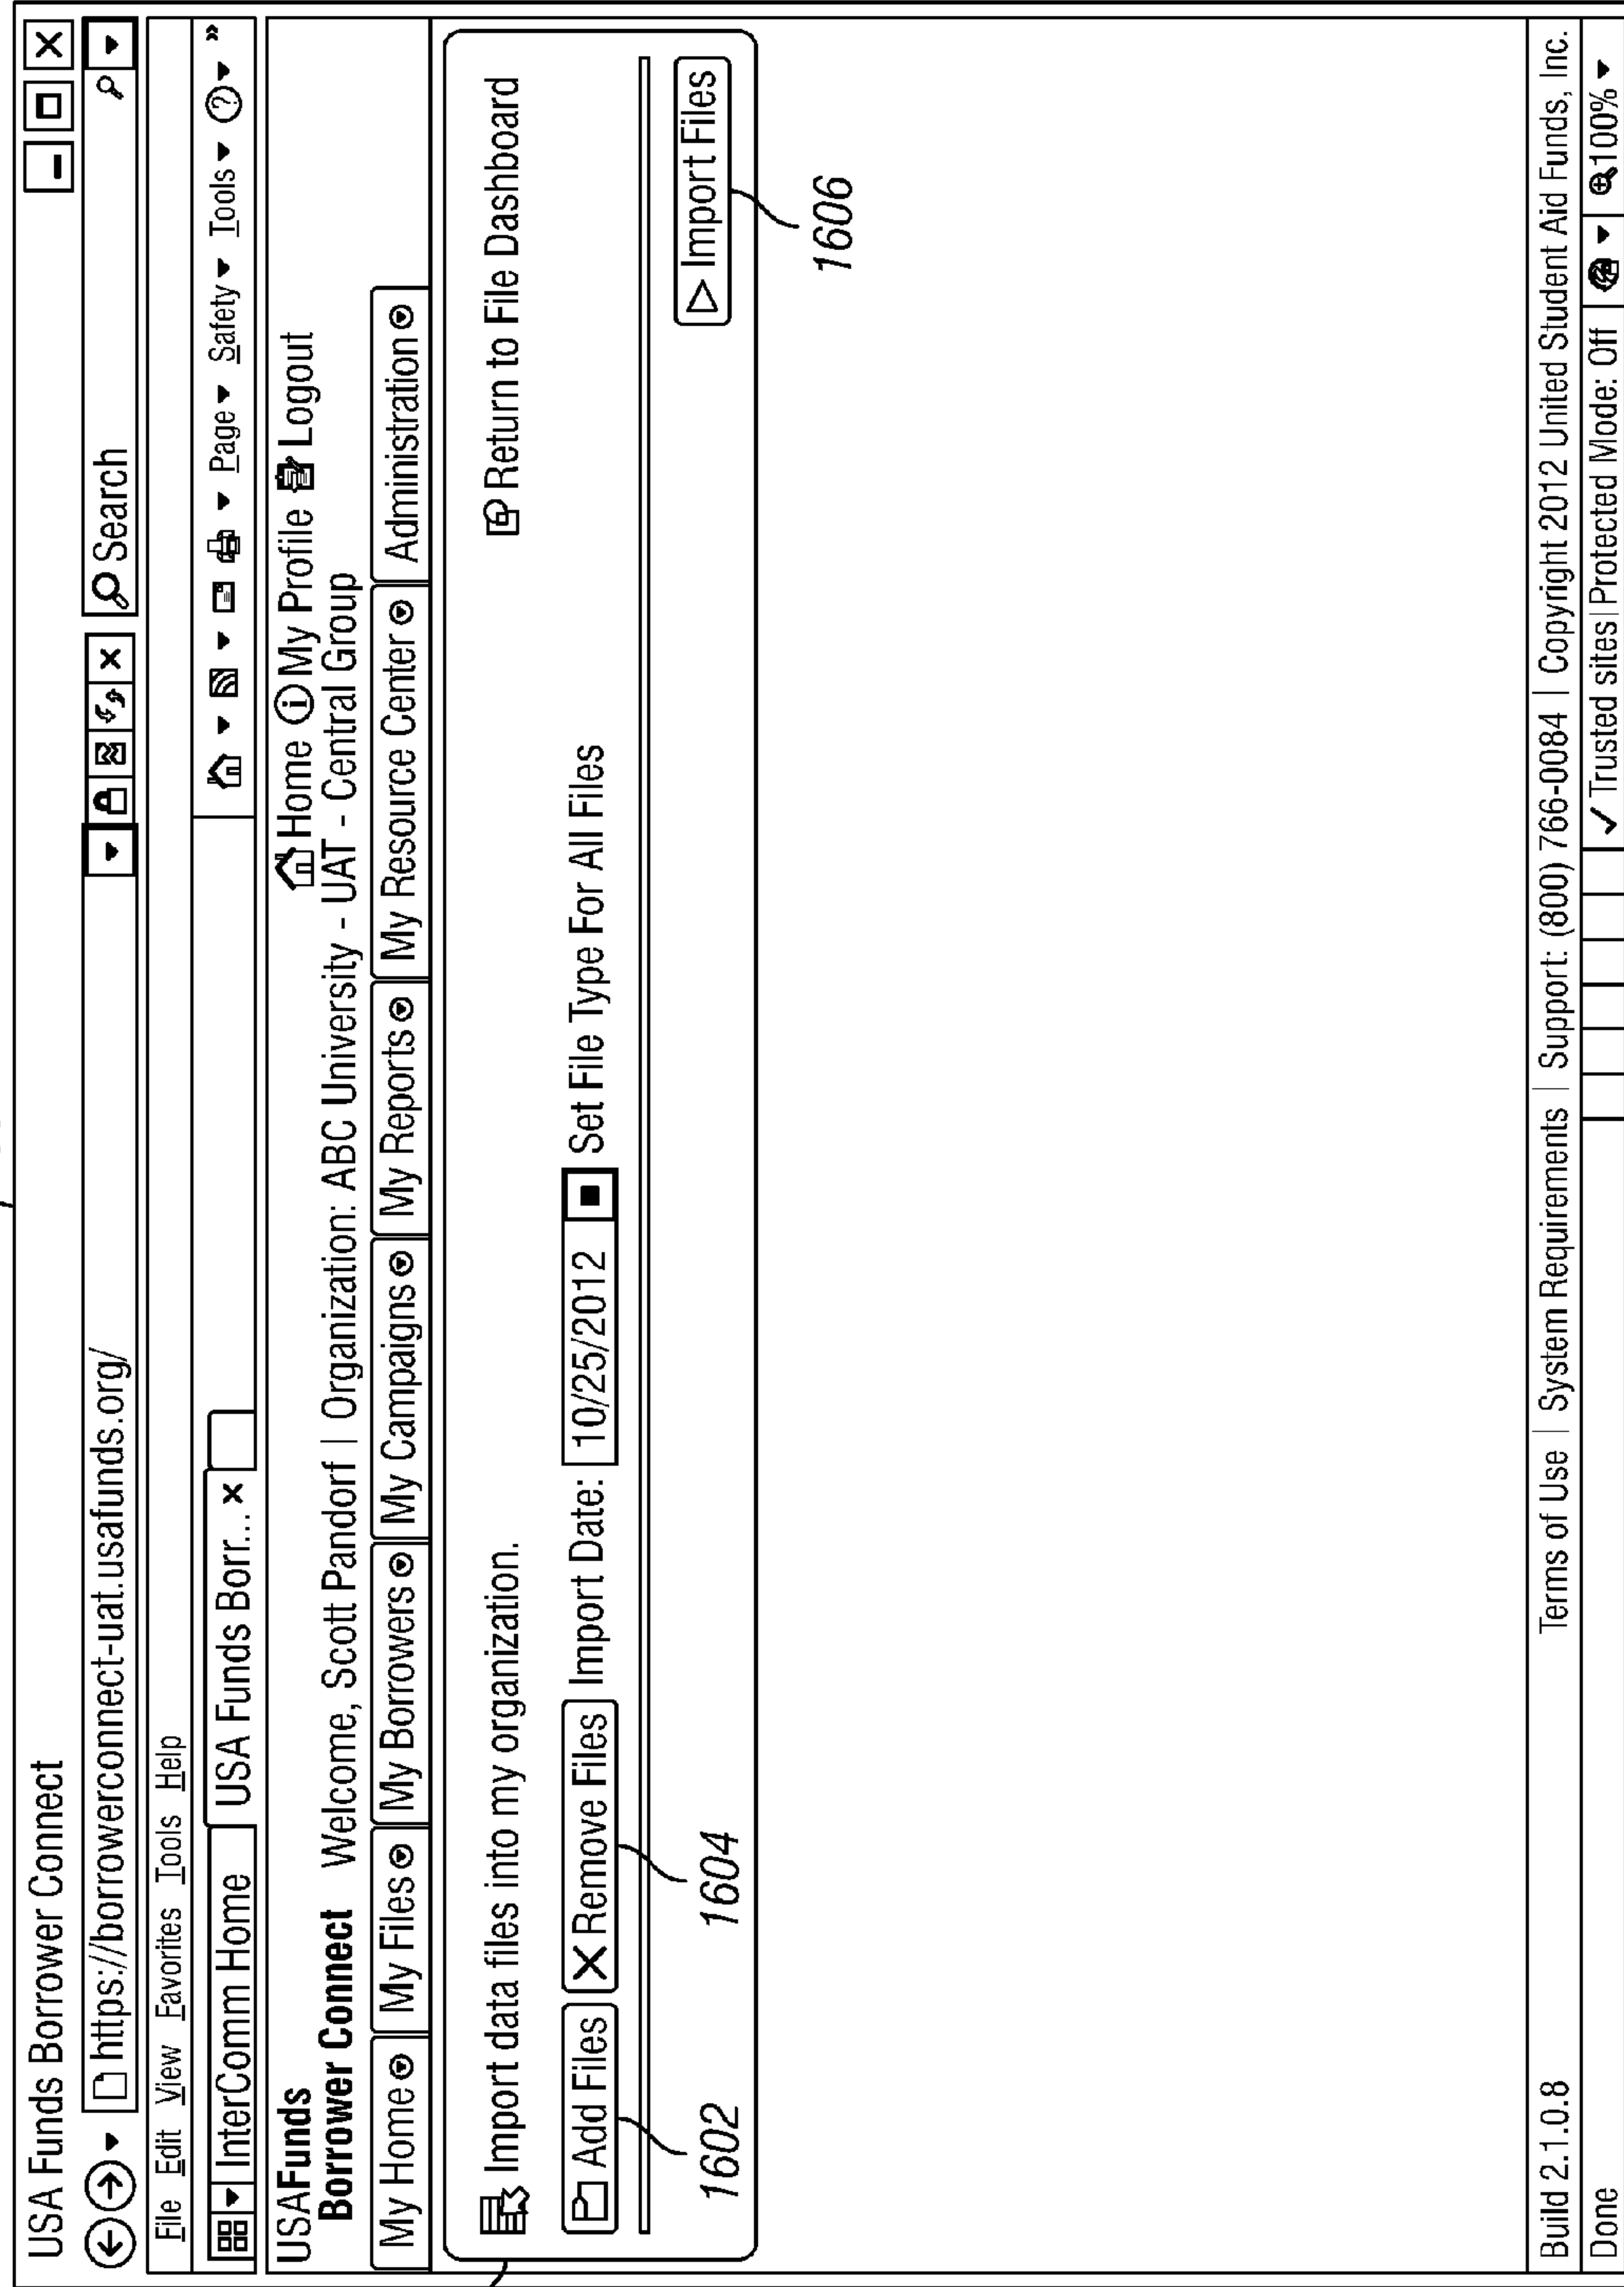 USA Funds Borrower Connect
https://borrowerconnect-uat.usafunds.org/
Search
File Edit View Favorites Tools Help
InterComm Home
USA Funds Borr...
Page Safety Tools
USAFunds
Borrower Connect
Home My Profile Logout
Welcome, Scott Pandorf | Organization: ABC University - UAT - Central Group
My Home My Files My Borrowers My Campaigns My Reports My Resource Center Administration
Import data files into my organization.
Return to File Dashboard
Add Files Remove Files Import Date: 10/25/2012 Set File Type For All Files
Import Files
1602
1604
1606
Build 2.1.0.8 Terms of Use | System Requirements | Support: (800) 766-0084 | Copyright 2012 United Student Aid Funds, Inc.
Done Trusted sites | Protected Mode: Off 100%